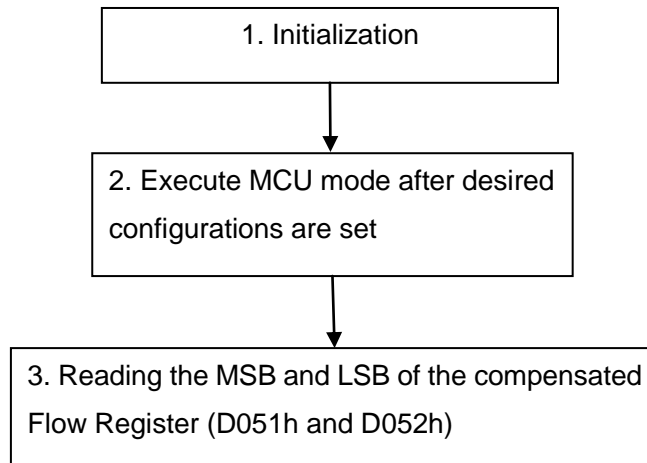 1. Initialization
2. Execute MCU mode after desired
configurations are set
3. Reading the MSB and LSB of the compensated
Flow Register (D051h and D052h)